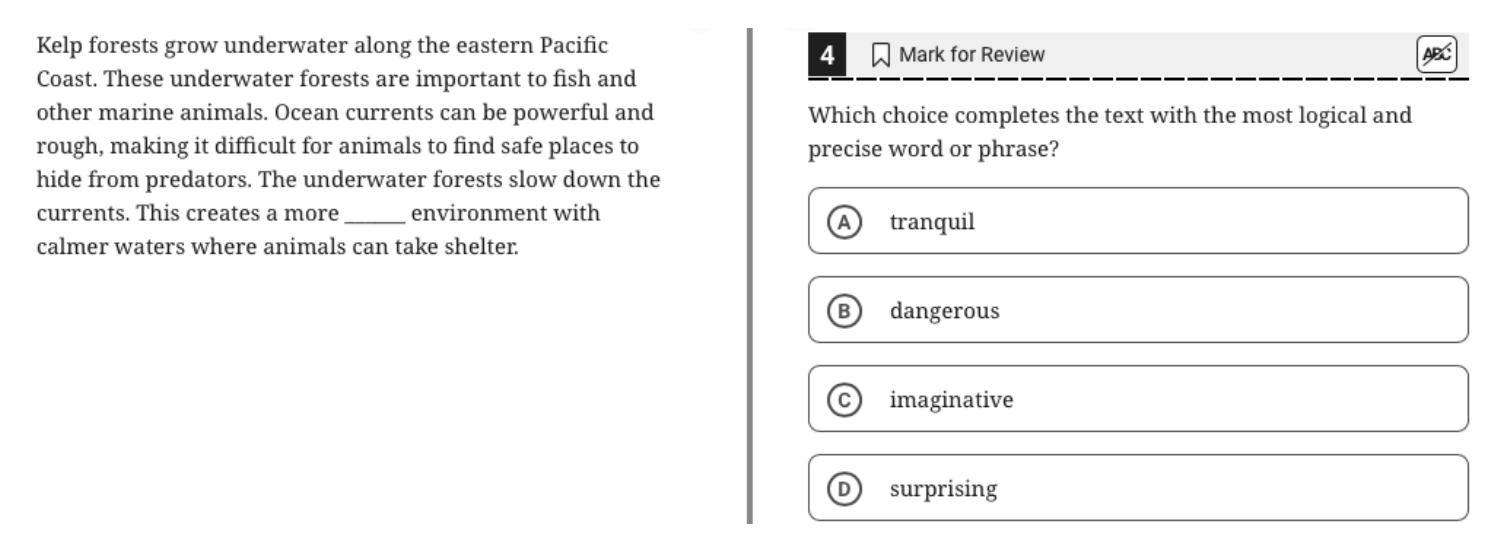 Kelp forests grow underwater along the eastern Pacific
Coast. These underwater forests are important to fish and
other marine animals. Ocean currents can be powerful and
rough, making it difficult for animals to find safe places to
hide from predators. The underwater forests slow down the
currents. This creates a more ______ environment with
calmer waters where animals can take shelter.
4 Mark for Review ABC
Which choice completes the text with the most logical and
precise word or phrase?
A tranquil
B dangerous
C imaginative
D surprising